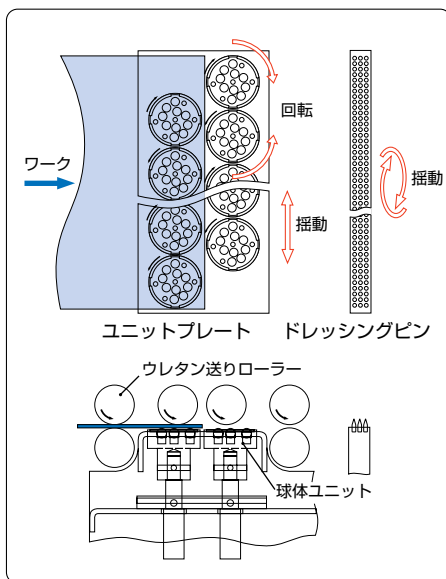 回転
ワーク
揺動
揺動
ユニットプレート
ドレッシングピン
ウレタン送りローラー
球体ユニット